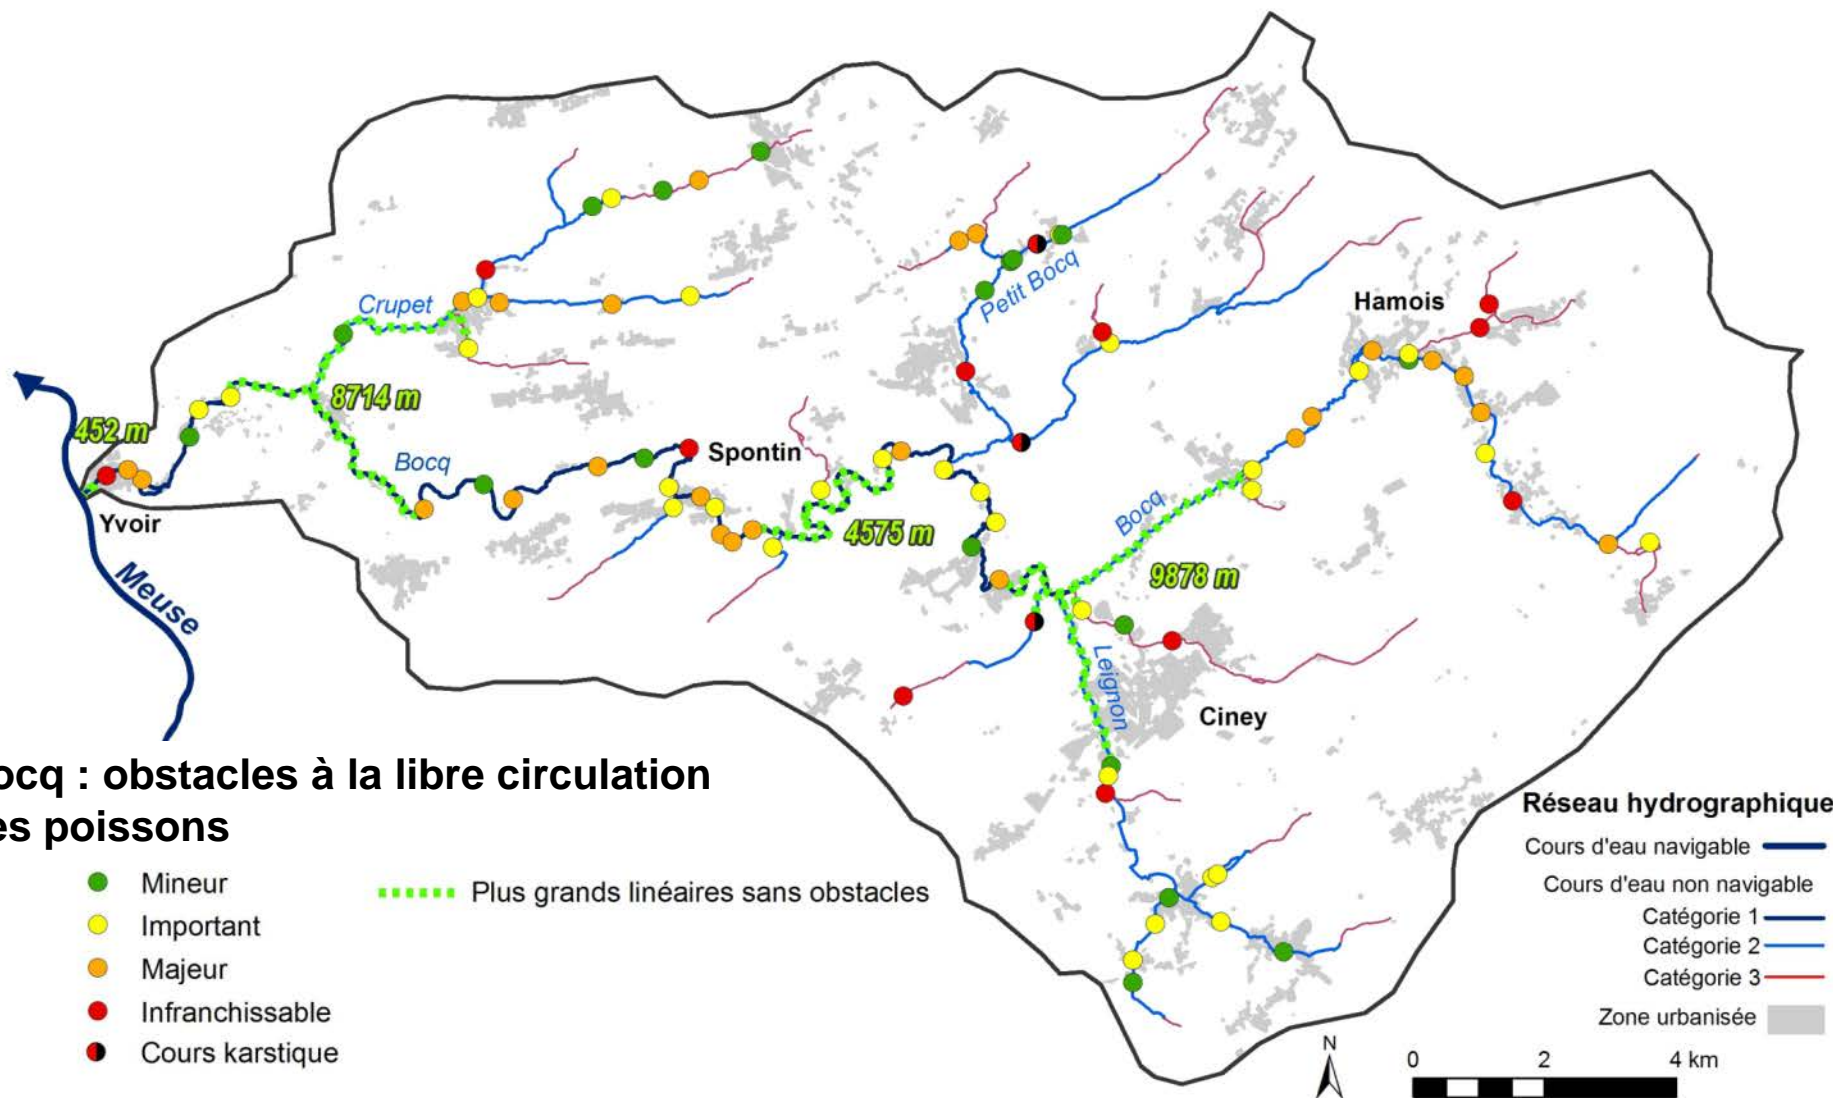 Crupet
Petit Bocq
Hamois
8714 m
452 m
Bocq
Spontin
Yvoir
4575 m
Bocq
9878 m
Meuse
Leignon
Ciney
ocq : obstacles à la libre circulation
es poissons
Mineur
Important
Majeur
Infranchissable
Cours karstique
Plus grands linéaires sans obstacles
Réseau hydrographique
Cours d'eau navigable
Cours d'eau non navigable
Catégorie 1
Catégorie 2
Catégorie 3
Zone urbanisée
N
0 2 4 km